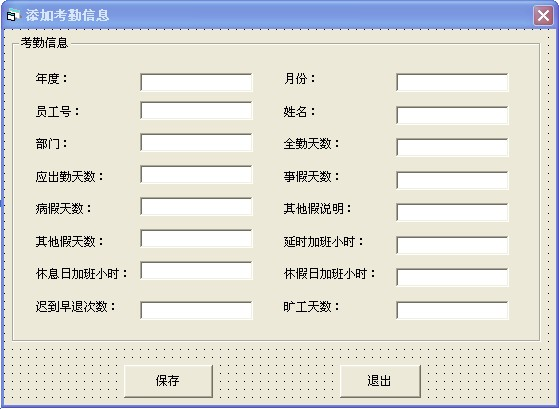 添加考勤信息
考勤信息
年度：
月份：
员工号：
姓名：
部门：
全勤天数：
应出勤天数：
事假天数：
病假天数：
其他假说明：
其他假天数：
延时加班小时：
休息日加班小时：
休假日加班小时：
迟到早退次数：
旷工天数：
保存
退出